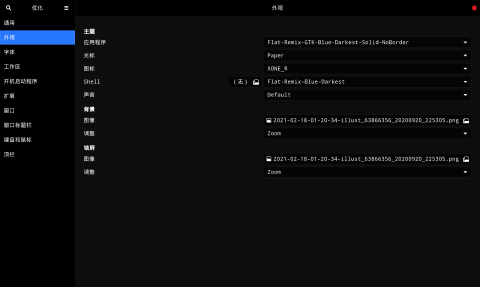 优化
外观
通用
外观
字体
工作区
开机启动程序
扩展
窗口
窗口标题栏
键盘和鼠标
顶栏
主题
应用程序 Flat-Remix-GTK-Blue-Darkest-Solid-NoBorder
光标 Paper
图标 XONE_R
Shell (无) Flat-Remix-Blue-Darkest
声音 Default
背景
图像 2021-02-18-01-20-34-illust_63866356_20200920_225305.png
调整 Zoom
锁屏
图像 2021-02-18-01-20-34-illust_63866356_20200920_225305.png
调整 Zoom